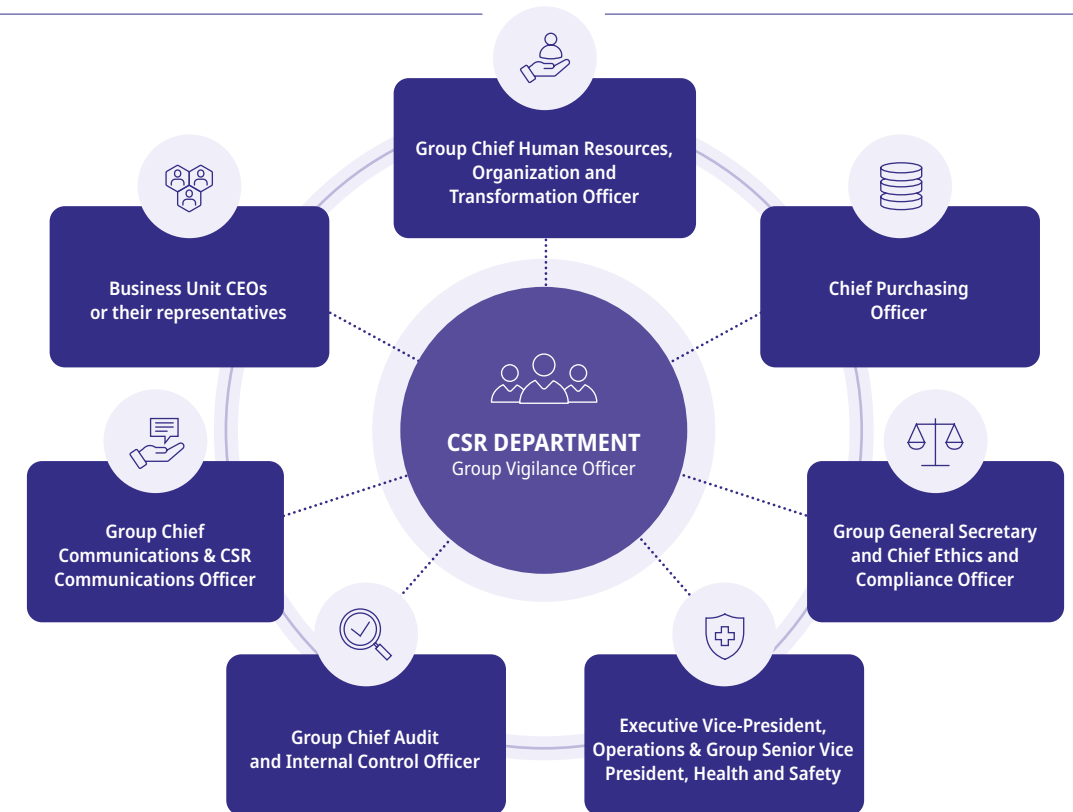 Group Chief Human Resources,
Organization and
Transformation Officer
Business Unit CEOs
or their representatives
Chief Purchasing
Officer
CSR DEPARTMENT
Group Vigilance Officer
Group Chief
Communications & CSR
Communications Officer
Group General Secretary
and Chief Ethics and
Compliance Officer
Group Chief Audit
and Internal Control Officer
Executive Vice-President,
Operations & Group Senior Vice
President, Health and Safety